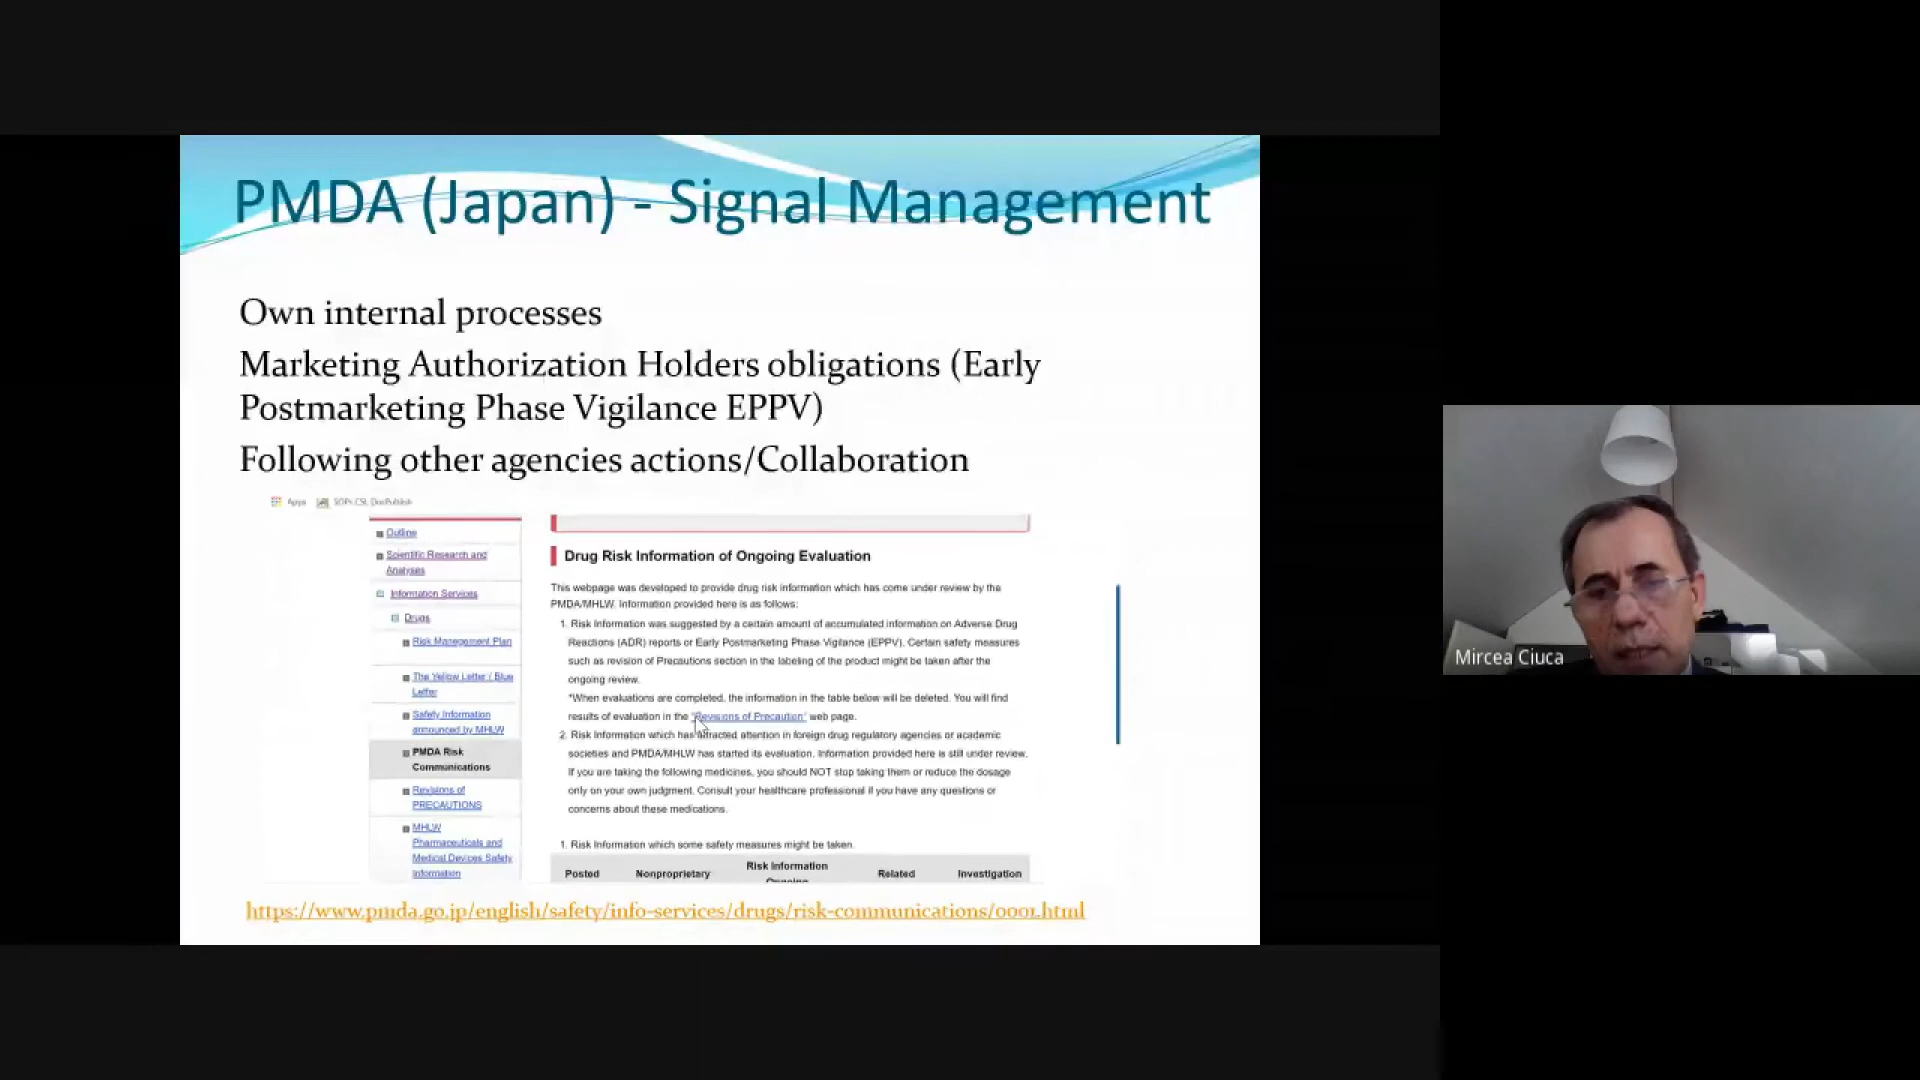 PMDA (Japan) - Signal Management
Own internal processes
Marketing Authorization Holders obligations (Early
Postmarketing Phase Vigilance EPPV)
Following other agencies actions/Collaboration
Apps
Outline
Scientific Research and
Analyses
Information Services
Drugs
Risk Management Plan
The Yellow Letter / Blue
Letter
Safety Information
announced by MHLW
PMDA Risk
Communications
Revisions of
PRECAUTIONS
MHLW
Pharmaceuticals and
Medical Devices Safety
Information
Drug Risk Information of Ongoing Evaluation
This webpage was developed to provide drug risk information which has come under review by the
PMDA/MHLW. Information provided here is as follows:
1. Risk Information was suggested by a certain amount of accumulated information on Adverse Drug
Reactions (ADR) reports or Early Postmarketing Phase Vigilance (EPPV). Certain safety measures
such as revision of Precautions section in the labeling of the product might be taken after the
ongoing review.
*When evaluations are completed, the information in the table below will be deleted. You will find
results of evaluation in the "Revisions of Precaution" web page.
2. Risk Information which has attracted attention in foreign drug regulatory agencies or academic
societies and PMDA/MHLW has started its evaluation. Information provided here is still under review.
If you are taking the following medicines, you should NOT stop taking them or reduce the dosage
only on your own judgment. Consult your healthcare professional if you have any questions or
concerns about these medications.
1. Risk Information which some safety measures might be taken.
Posted Nonproprietary Risk Information Related Investigation
Ongoing
https://www.pmda.go.jp/english/safety/info-services/drugs/risk-communications/0001.html
Mircea Ciuca